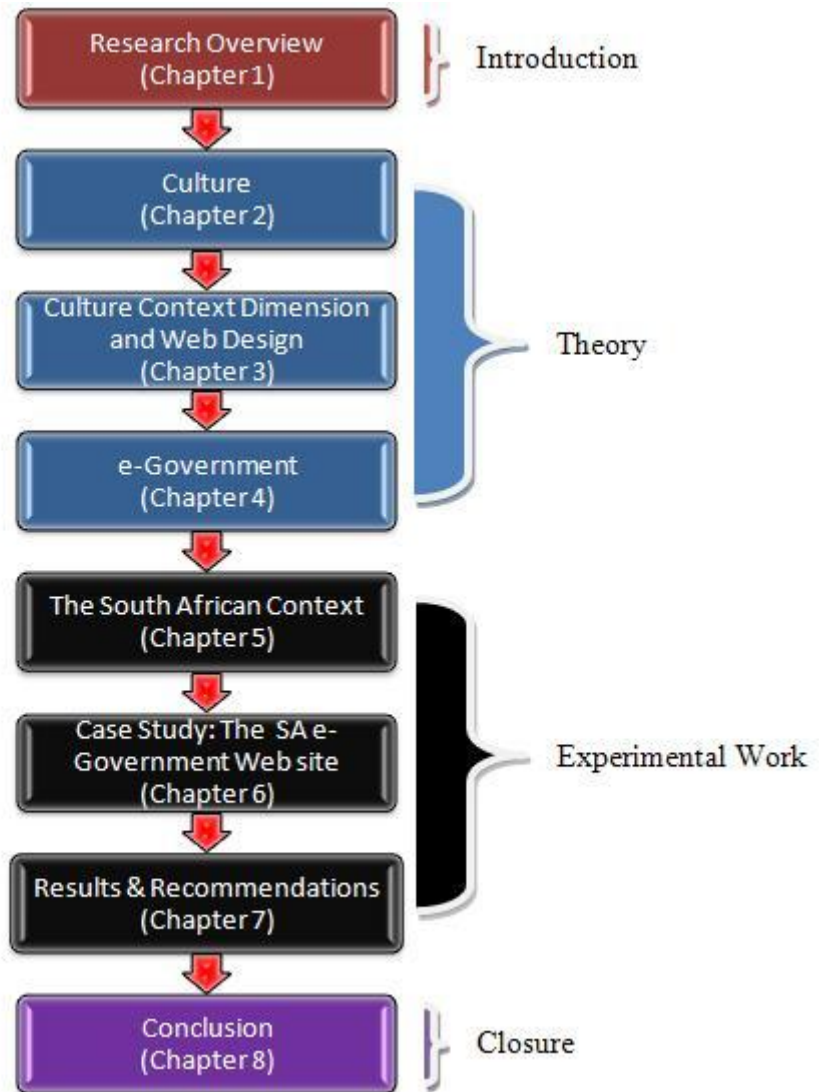 Research Overview
(Chapter 1)
Introduction
Culture
(Chapter 2)
Culture Context Dimension
and Web Design
(Chapter 3)
Theory
e-Government
(Chapter 4)
The South African Context
(Chapter 5)
Case Study: The SA e-
Government Web site
(Chapter 6)
Experimental Work
Results & Recommendations
(Chapter 7)
Conclusion
(Chapter 8)
Closure